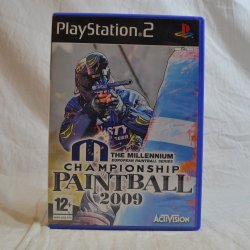 PlayStation 2
THE MILLENNIUM
EUROPEAN PAINTBALL SERIES
CHAMPIONSHIP
PAINTBALL
2009
12+
ACTIVISION